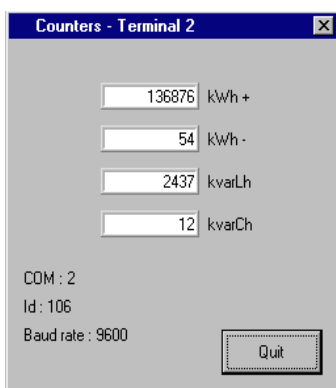 Counters - Terminal 2
136876 kWh +
54 kWh -
2437 kvarLh
12 kvarCh
COM : 2
Id : 106
Baud rate : 9600
Quit